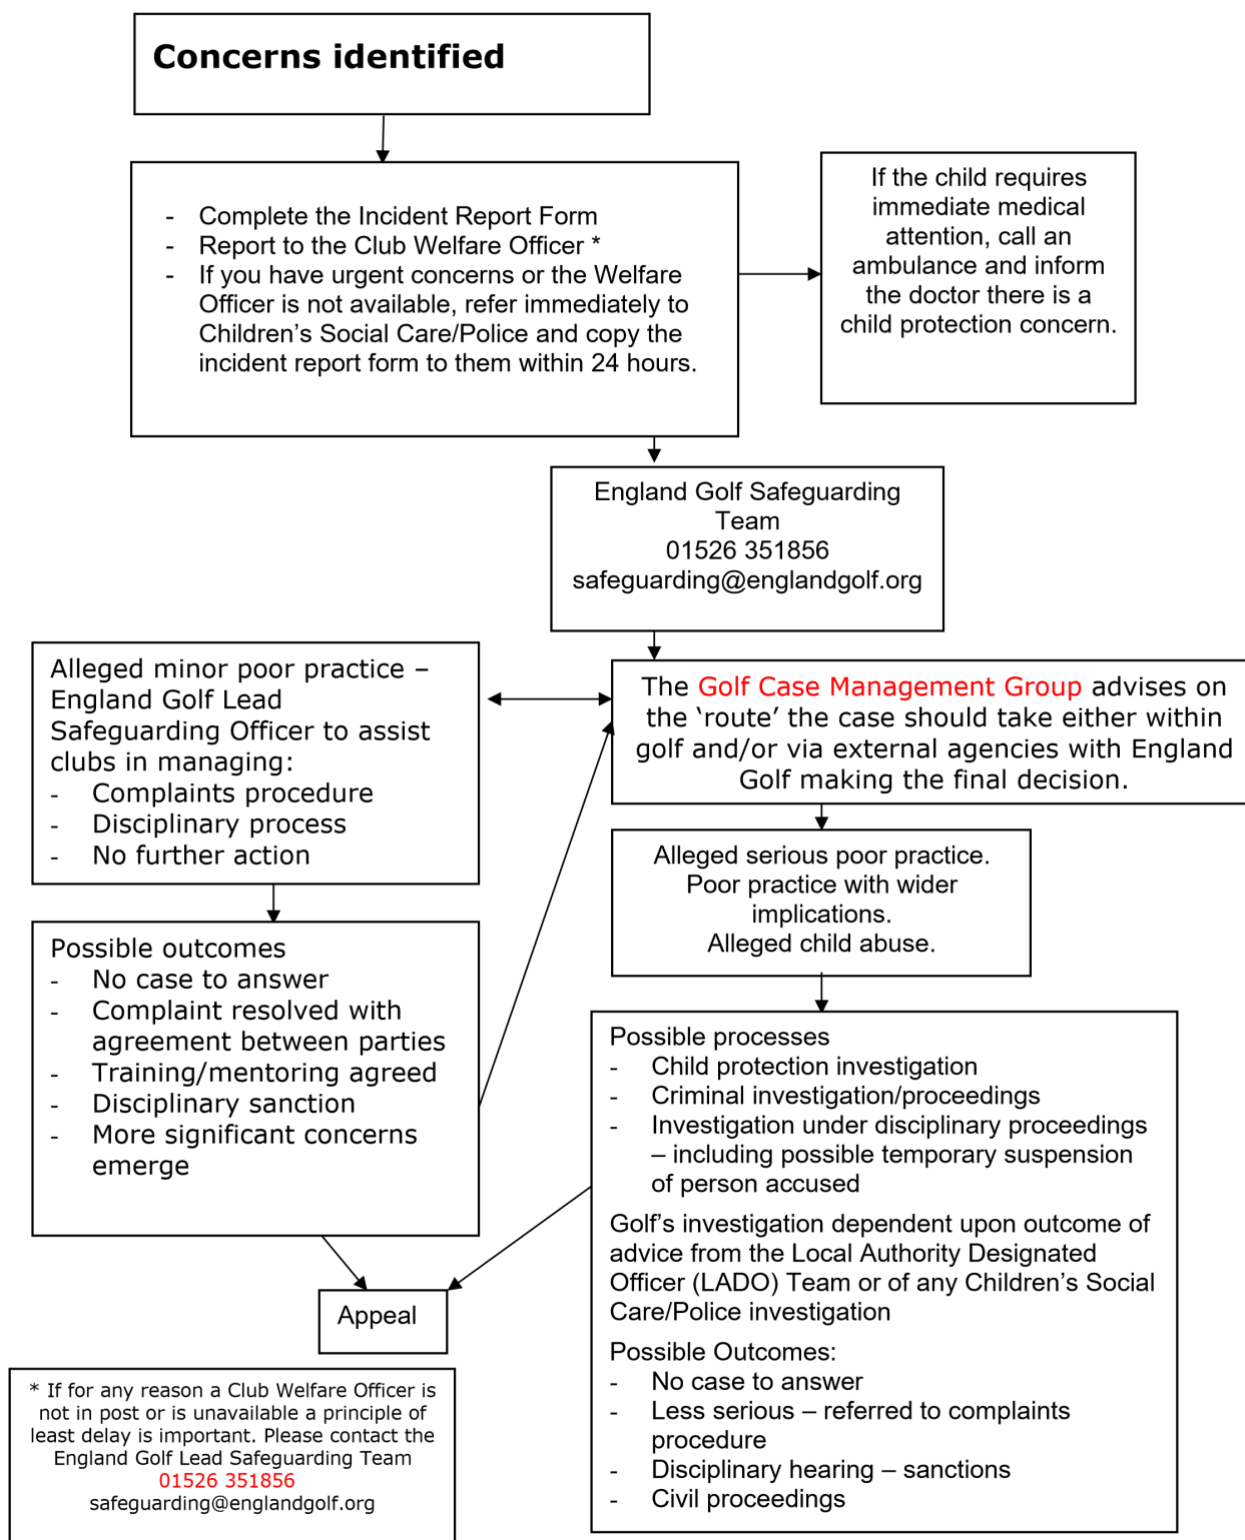 Concerns identified
- Complete the Incident Report Form
- Report to the Club Welfare Officer *
- If you have urgent concerns or the Welfare
Officer is not available, refer immediately to
Children’s Social Care/Police and copy the
incident report form to them within 24 hours.
If the child requires
immediate medical
attention, call an
ambulance and inform
the doctor there is a
child protection concern.
England Golf Safeguarding
Team
01526 351856
safeguarding@englandgolf.org
Alleged minor poor practice –
England Golf Lead
Safeguarding Officer to assist
clubs in managing:
- Complaints procedure
- Disciplinary process
- No further action
The Golf Case Management Group advises on
the ‘route’ the case should take either within
golf and/or via external agencies with England
Golf making the final decision.
Alleged serious poor practice.
Poor practice with wider
implications.
Alleged child abuse.
Possible outcomes
- No case to answer
- Complaint resolved with
agreement between parties
- Training/mentoring agreed
- Disciplinary sanction
- More significant concerns
emerge
Possible processes
- Child protection investigation
- Criminal investigation/proceedings
- Investigation under disciplinary proceedings
– including possible temporary suspension
of person accused
Golf’s investigation dependent upon outcome of
advice from the Local Authority Designated
Officer (LADO) Team or of any Children’s Social
Care/Police investigation
Possible Outcomes:
- No case to answer
- Less serious – referred to complaints
procedure
- Disciplinary hearing – sanctions
- Civil proceedings
Appeal
* If for any reason a Club Welfare Officer is
not in post or is unavailable a principle of
least delay is important. Please contact the
England Golf Lead Safeguarding Team
01526 351856
safeguarding@englandgolf.org